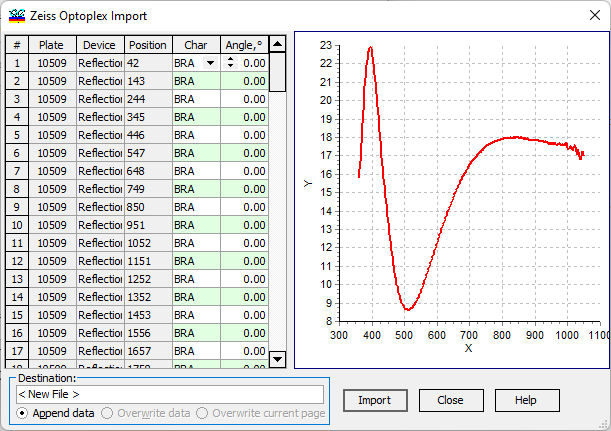 Zeiss Optoplex Import
# Plate Device Position Char Angle,°
1 10509 Reflection 42 BRA 0.00
2 10509 Reflection 143 BRA 0.00
3 10509 Reflection 244 BRA 0.00
4 10509 Reflection 345 BRA 0.00
5 10509 Reflection 446 BRA 0.00
6 10509 Reflection 547 BRA 0.00
7 10509 Reflection 648 BRA 0.00
8 10509 Reflection 749 BRA 0.00
9 10509 Reflection 850 BRA 0.00
10 10509 Reflection 951 BRA 0.00
11 10509 Reflection 1052 BRA 0.00
12 10509 Reflection 1151 BRA 0.00
13 10509 Reflection 1252 BRA 0.00
14 10509 Reflection 1352 BRA 0.00
15 10509 Reflection 1453 BRA 0.00
16 10509 Reflection 1556 BRA 0.00
17 10509 Reflection 1657 BRA 0.00
23
22
21
20
19
18
17
16
15
14
13
12
11
10
9
8
Y
300 400 500 600 700 800 900 1000 1100
X
Destination:
< New File >
Append data Overwrite data Overwrite current page
Import Close Help